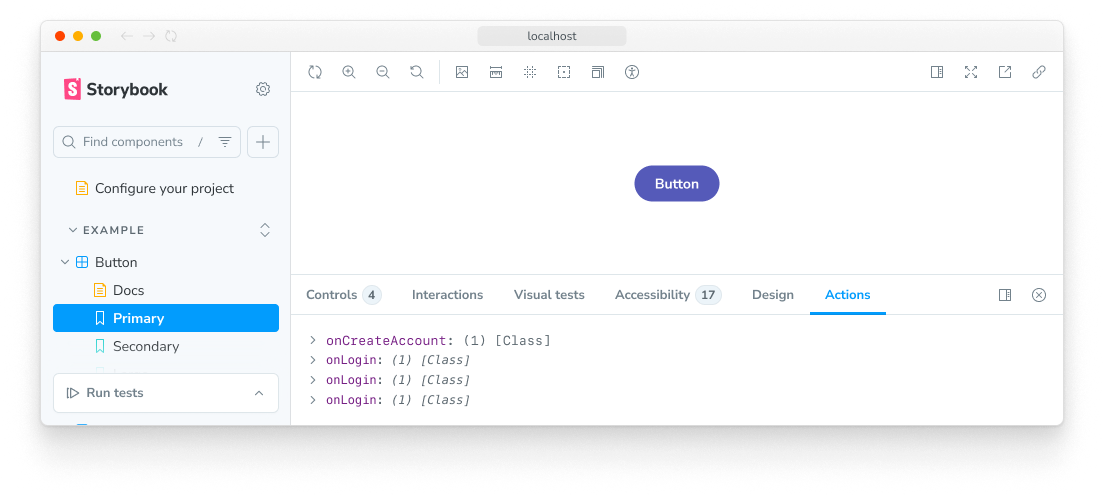 localhost
Storybook
Find components /
Configure your project
EXAMPLE
Button
Docs
Primary
Secondary
Run tests
Button
Controls 4 Interactions Visual tests Accessibility 17 Design Actions
onCreateAccount: (1) [Class]
onLogin: (1) [Class]
onLogin: (1) [Class]
onLogin: (1) [Class]